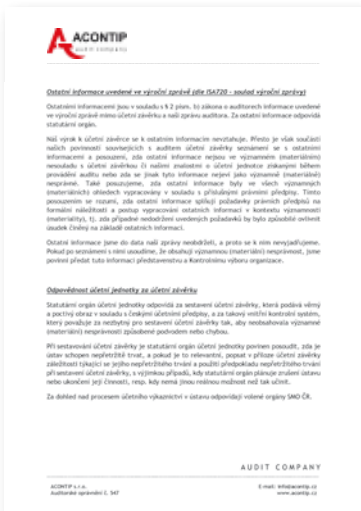 ACONTIP
audit company
Ostatní informace uvedené ve výroční zprávě (dle ISA720 – soulad výroční zprávy)
Ostatními informacemi jsou v souladu s § 2 písm. b) zákona o auditorech informace uvedené
ve výroční zprávě mimo účetní závěrku a naši zprávu auditora. Za ostatní informace odpovídá
statutární orgán.
Náš výrok k účetní závěrce se k ostatním informacím nevztahuje. Přesto je však součástí
našich povinností souvisejících s auditem účetní závěrky seznámení se s ostatními
informacemi a posouzení, zda ostatní informace nejsou ve významném (materiálním)
nesouladu s účetní závěrkou či našimi znalostmi o účetní jednotce získanými během
provádění auditu nebo zda se jinak tyto informace nejeví jako významně (materiálně)
nesprávné. Také posuzujeme, zda ostatní informace byly ve všech významných
(materiálních) ohledech vypracovány v souladu s příslušnými právními předpisy. Tímto
posouzením se rozumí, zda ostatní informace splňují požadavky právních předpisů na
formální náležitosti a postup vypracování ostatních informací v kontextu významnosti
(materiality), tj. zda případné nedodržení uvedených požadavků by bylo způsobilé ovlivnit
úsudek činěný na základě ostatních informací.
Ostatní informace jsme do data naší zprávy neobdrželi, a proto se k nim nevyjadřujeme.
Pokud po seznámení s nimi usoudíme, že obsahují významnou (materiální) nesprávnost, jsme
povinni předat tuto informaci představenstvu a Kontrolnímu výboru organizace.
Odpovědnost účetní jednotky za účetní závěrku
Statutární orgán účetní jednotky odpovídá za sestavení účetní závěrky, která podává věrný
a poctivý obraz v souladu s českými účetními předpisy, a za takový vnitřní kontrolní systém,
který považuje za nezbytný pro sestavení účetní závěrky tak, aby neobsahovala významné
(materiální) nesprávnosti způsobené podvodem nebo chybou.
Při sestavování účetní závěrky je statutární orgán účetní jednotky povinen posoudit, zda je
ústav schopen nepřetržitě trvat, a pokud je to relevantní, popsat v příloze účetní závěrky
záležitosti týkající se jejího nepřetržitého trvání a použití předpokladu nepřetržitého trvání
při sestavení účetní závěrky, s výjimkou případů, kdy statutární orgán plánuje zrušení ústavu
nebo ukončení její činnosti, resp. kdy nemá jinou reálnou možnost než tak učinit.
Za dohled nad procesem účetního výkaznictví v ústavu odpovídají volené orgány SMO ČR.
AUDIT COMPANY
ACONTIP s.r.o.
Auditorské oprávnění č. 547
E-mail: info@acontip.cz
www.acontip.cz